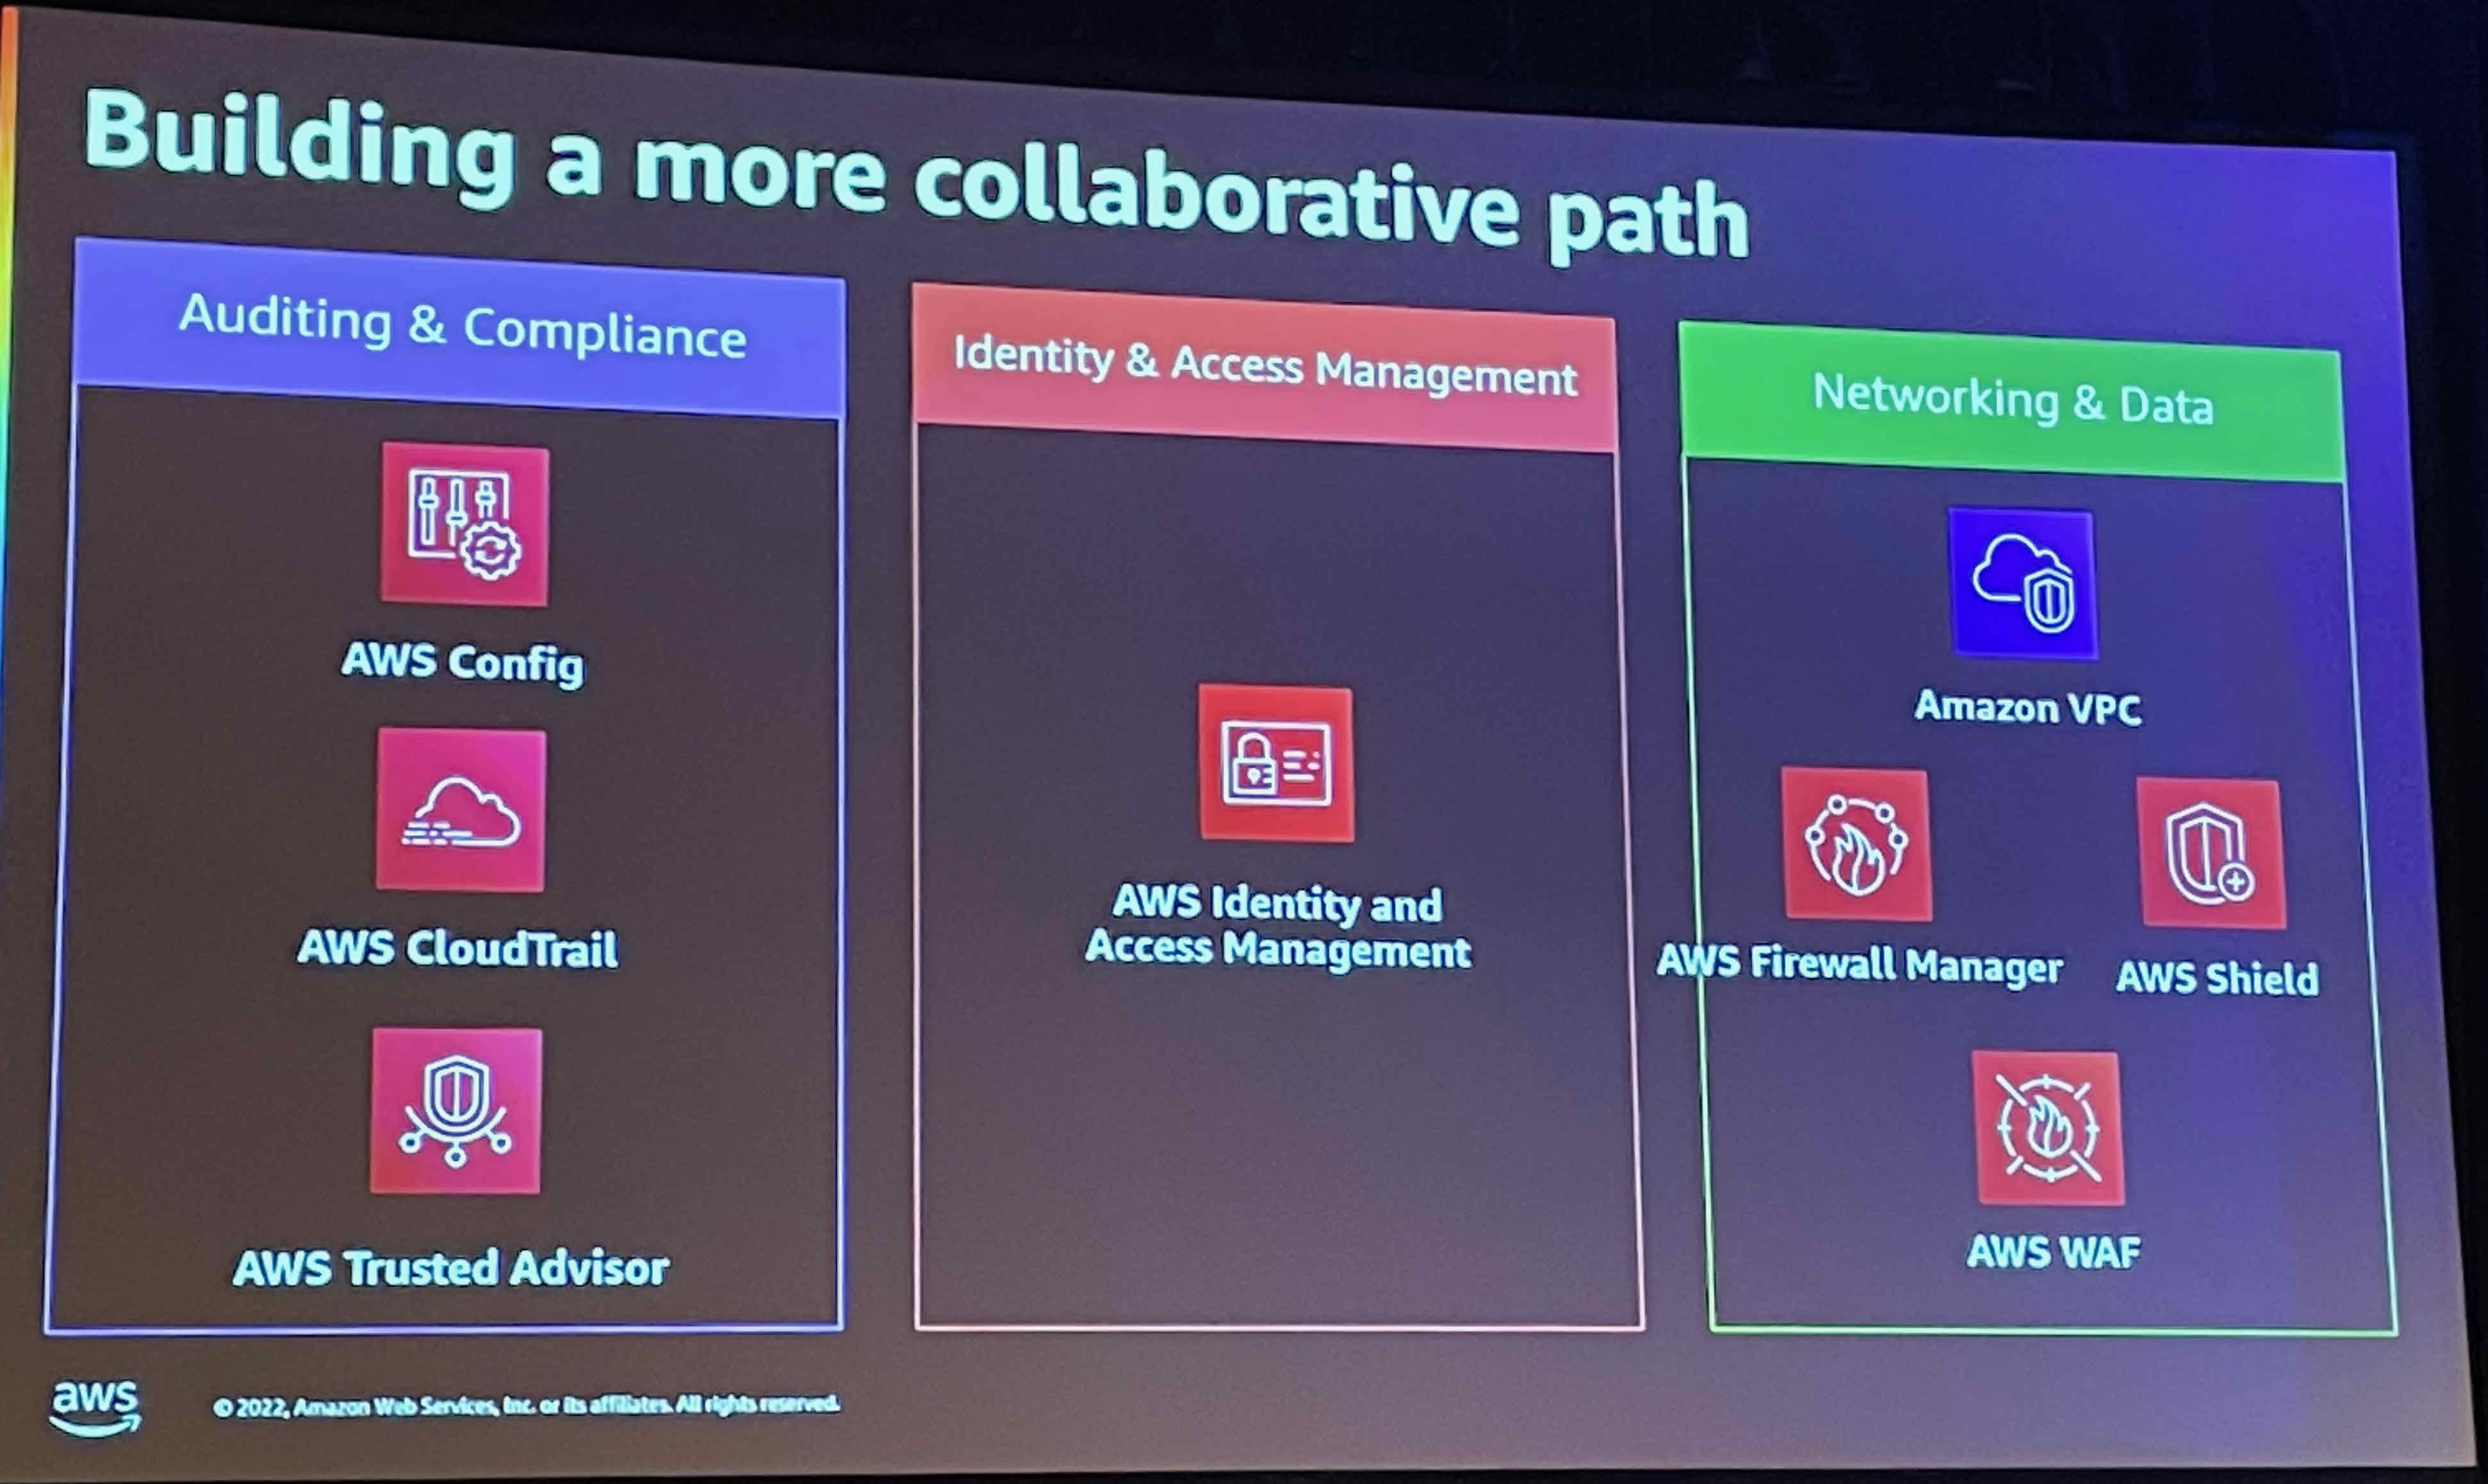 Building a more collaborative path
Auditing & Compliance
AWS Config
AWS CloudTrail
AWS Trusted Advisor
Identity & Access Management
AWS Identity and
Access Management
Networking & Data
Amazon VPC
AWS Firewall Manager
AWS Shield
AWS WAF
aws
© 2022, Amazon Web Services, Inc. or its affiliates. All rights reserved.